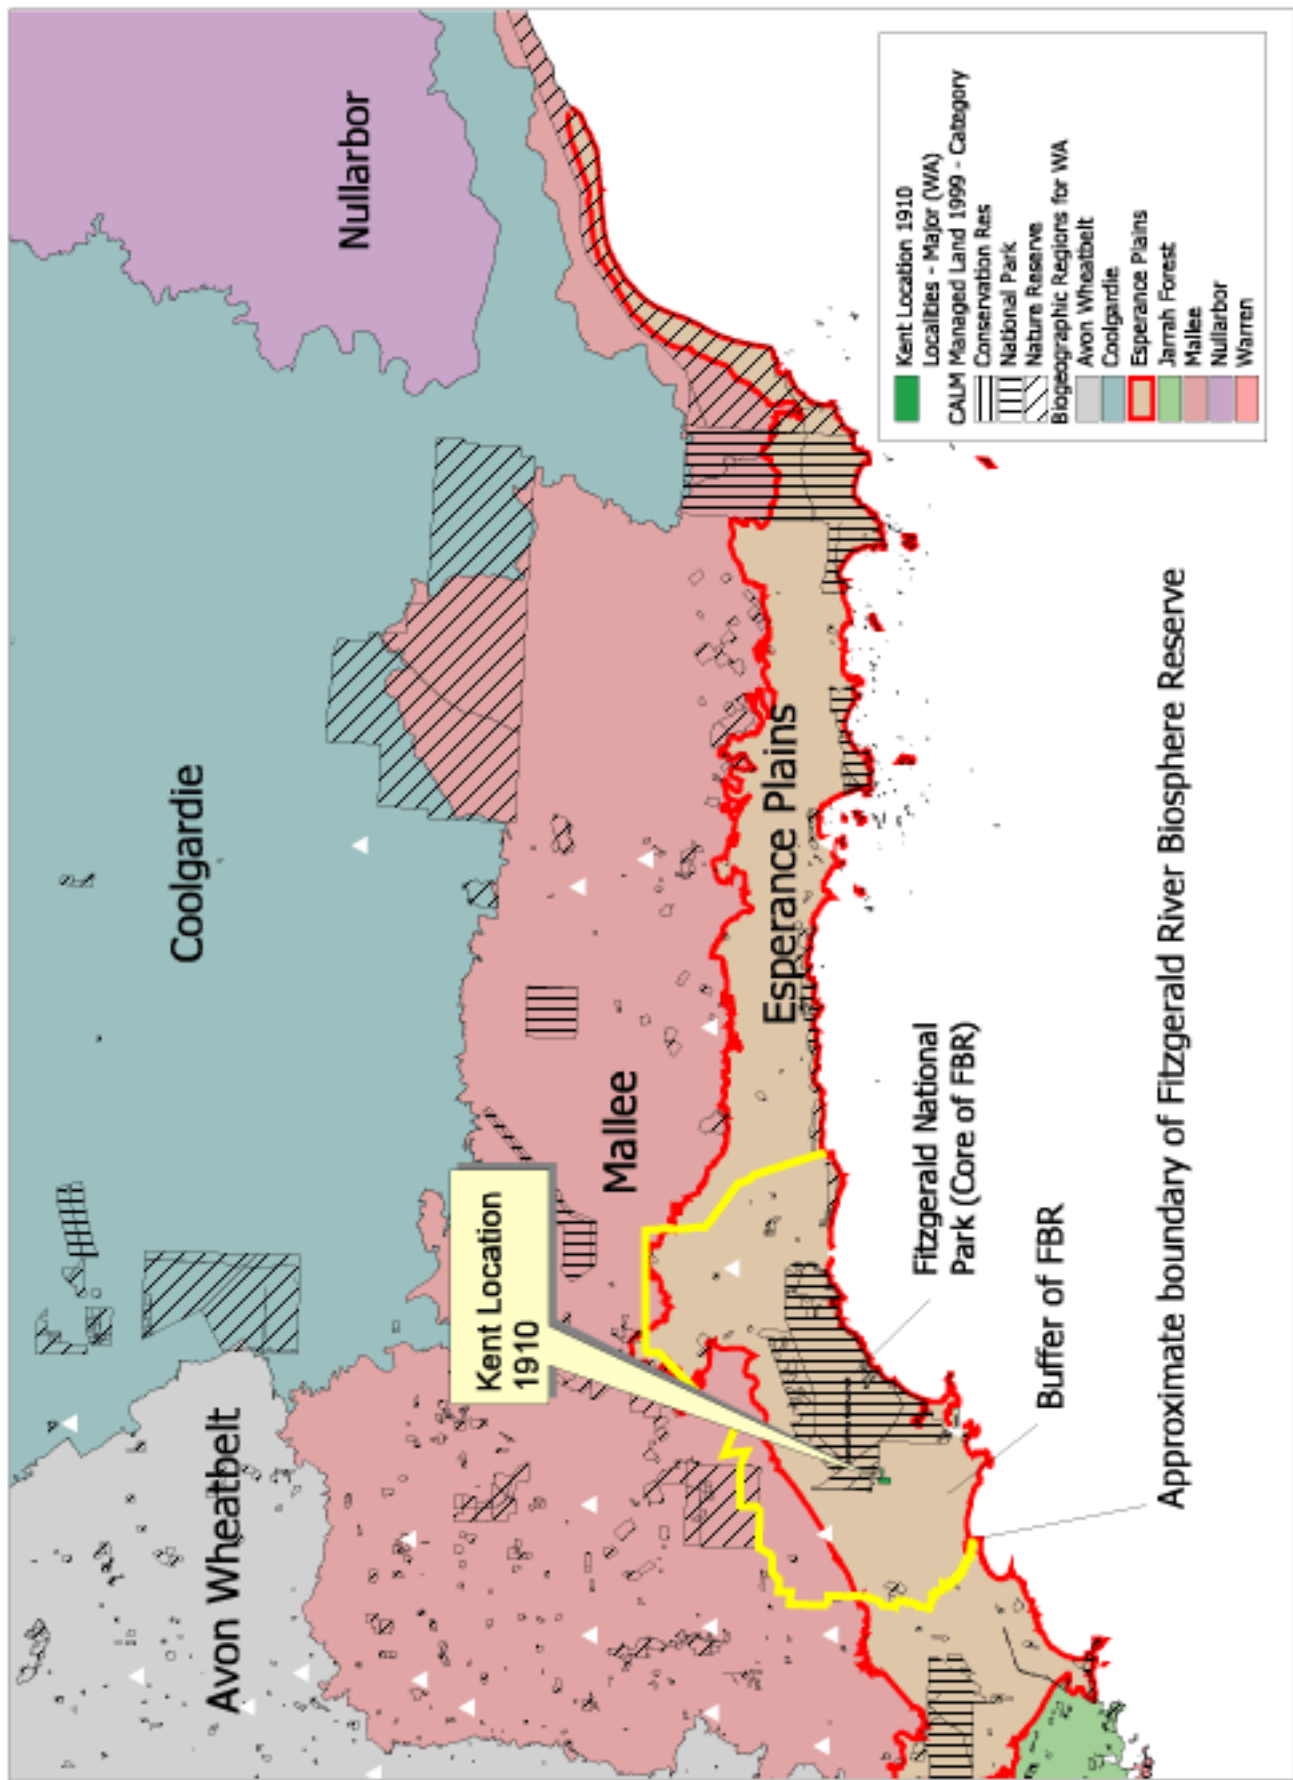 Nullarbor
Coolgardie
Avon Wheatbelt
Mallee
Esperance Plains
Kent Location
1910
Fitzgerald National
Park (Core of FBR)
Buffer of FBR
Approximate boundary of Fitzgerald River Biosphere Reserve
Kent Location 1910
Localities - Major (WA)
CALM Managed Land 1999 - Category
Conservation Res
National Park
Nature Reserve
Biogeographic Regions for WA
Avon Wheatbelt
Coolgardie
Esperance Plains
Jarrah Forest
Mallee
Nullarbor
Warren